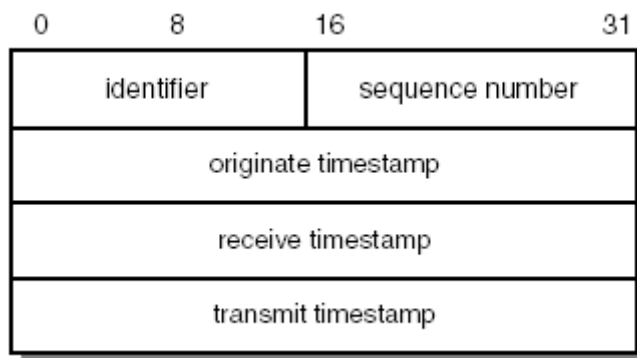 0 8 16 31
identifier sequence number
originate timestamp
receive timestamp
transmit timestamp